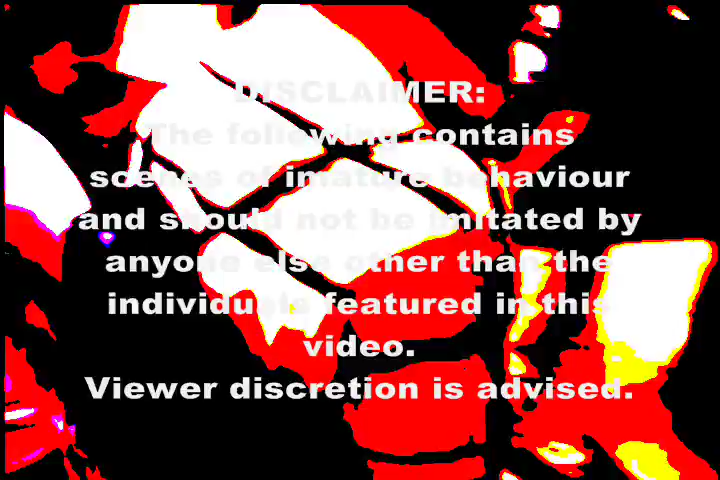 DISCLAIMER:
The following contains
scenes of imature behaviour
and should not be imitated by
anyone else other than the
individuals featured in this
video.
Viewer discretion is advised.